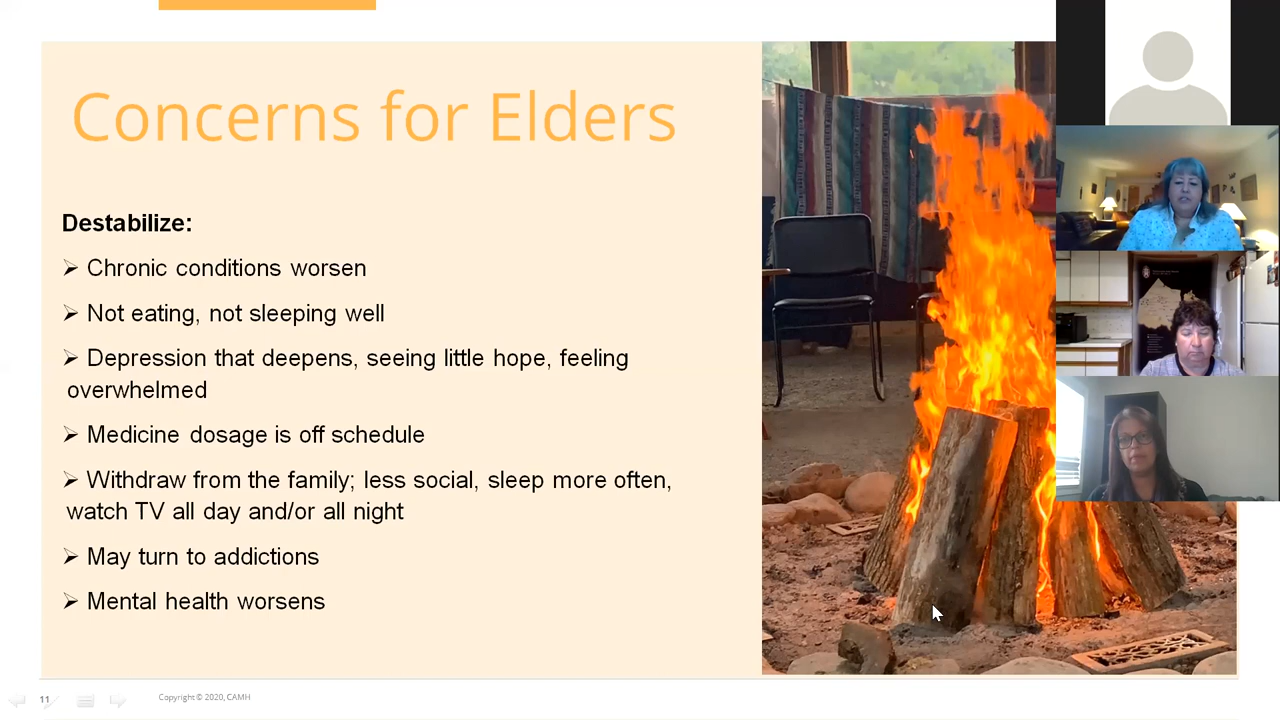 Concerns for Elders
Destabilize:
➢ Chronic conditions worsen
➢ Not eating, not sleeping well
➢ Depression that deepens, seeing little hope, feeling
overwhelmed
➢ Medicine dosage is off schedule
➢ Withdraw from the family; less social, sleep more often,
watch TV all day and/or all night
➢ May turn to addictions
➢ Mental health worsens
11
Copyright © 2020, CAMH